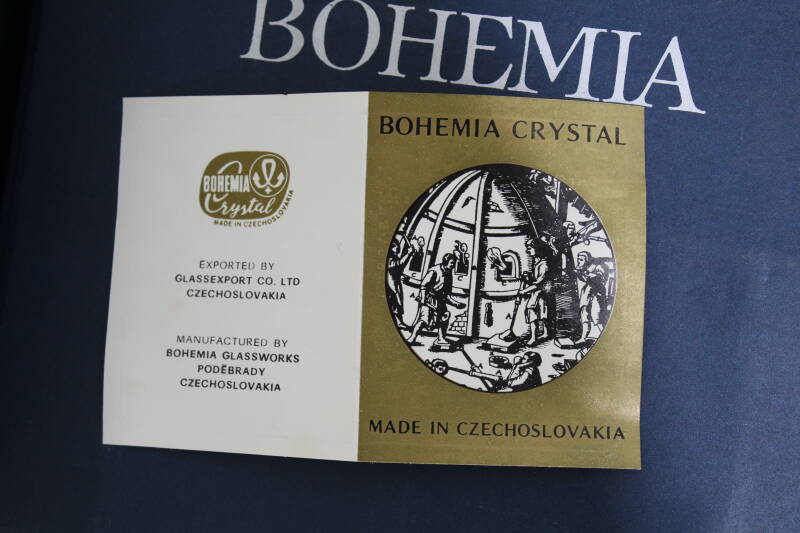 BOHEMIA
BOHEMIA
Crystal
MADE IN CZECHOSLOVAKIA
EXPORTED BY
GLASSEXPORT CO. LTD
CZECHOSLOVAKIA
MANUFACTURED BY
BOHEMIA GLASSWORKS
PODĚBRADY
CZECHOSLOVAKIA
BOHEMIA CRYSTAL
MADE IN CZECHOSLOVAKIA